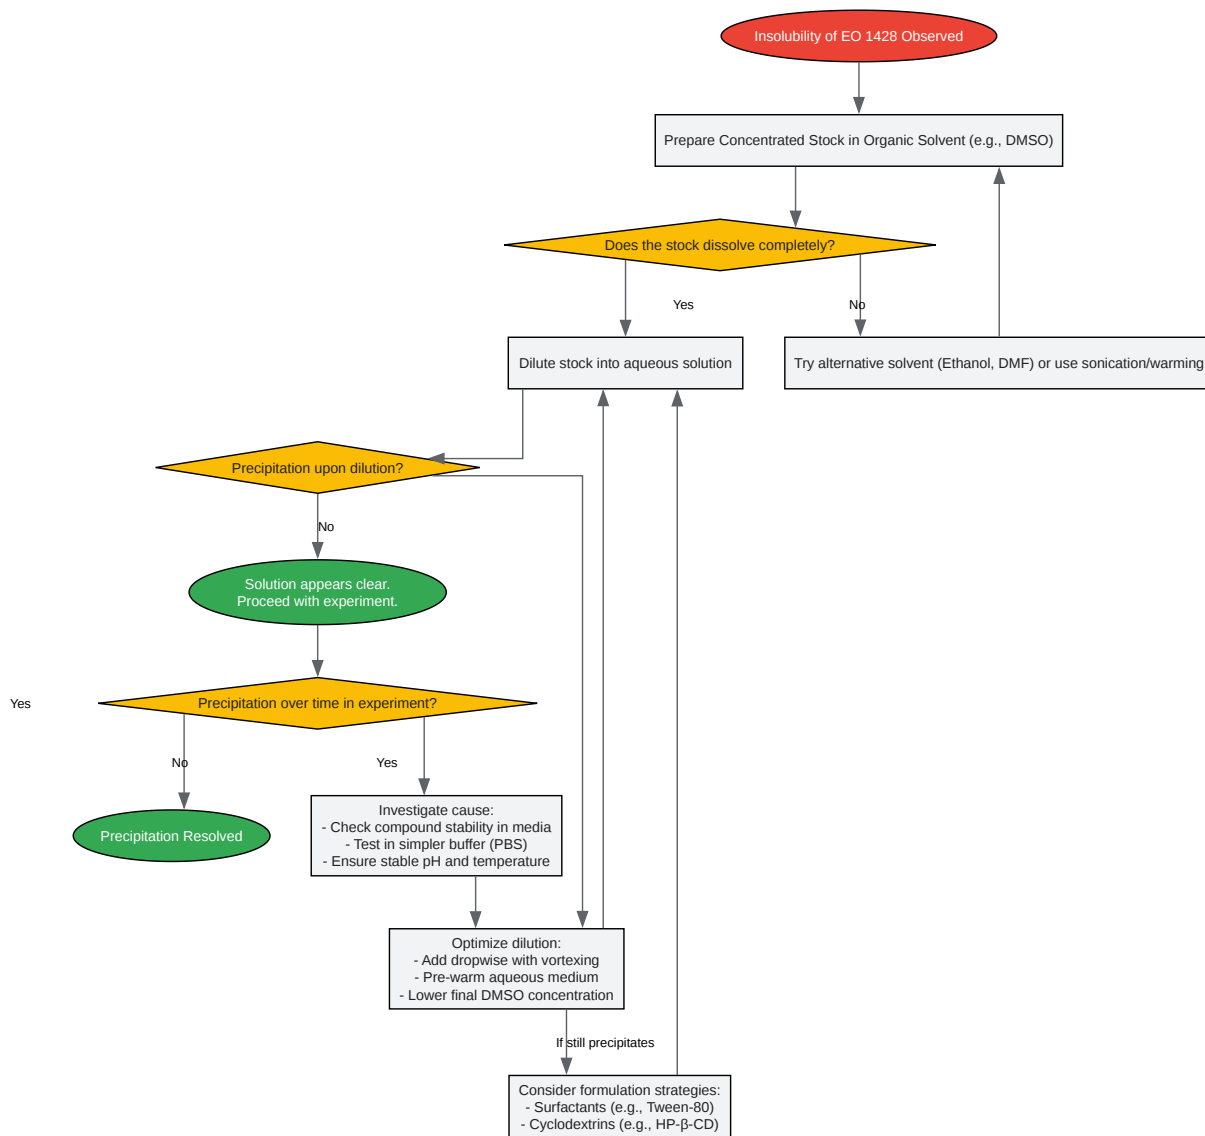 Insolubility of EO 1428 Observed
Prepare Concentrated Stock in Organic Solvent (e.g., DMSO)
Does the stock dissolve completely?
Yes
No
Dilute stock into aqueous solution
Try alternative solvent (Ethanol, DMF) or use sonication/warming
Precipitation upon dilution?
No
Solution appears clear.
Proceed with experiment.
Yes
Precipitation over time in experiment?
No
Yes
Investigate cause:
- Check compound stability in media
- Test in simpler buffer (PBS)
- Ensure stable pH and temperature
Precipitation Resolved
Optimize dilution:
- Add dropwise with vortexing
- Pre-warm aqueous medium
- Lower final DMSO concentration
If still precipitates
Consider formulation strategies:
- Surfactants (e.g., Tween-80)
- Cyclodextrins (e.g., HP-β-CD)